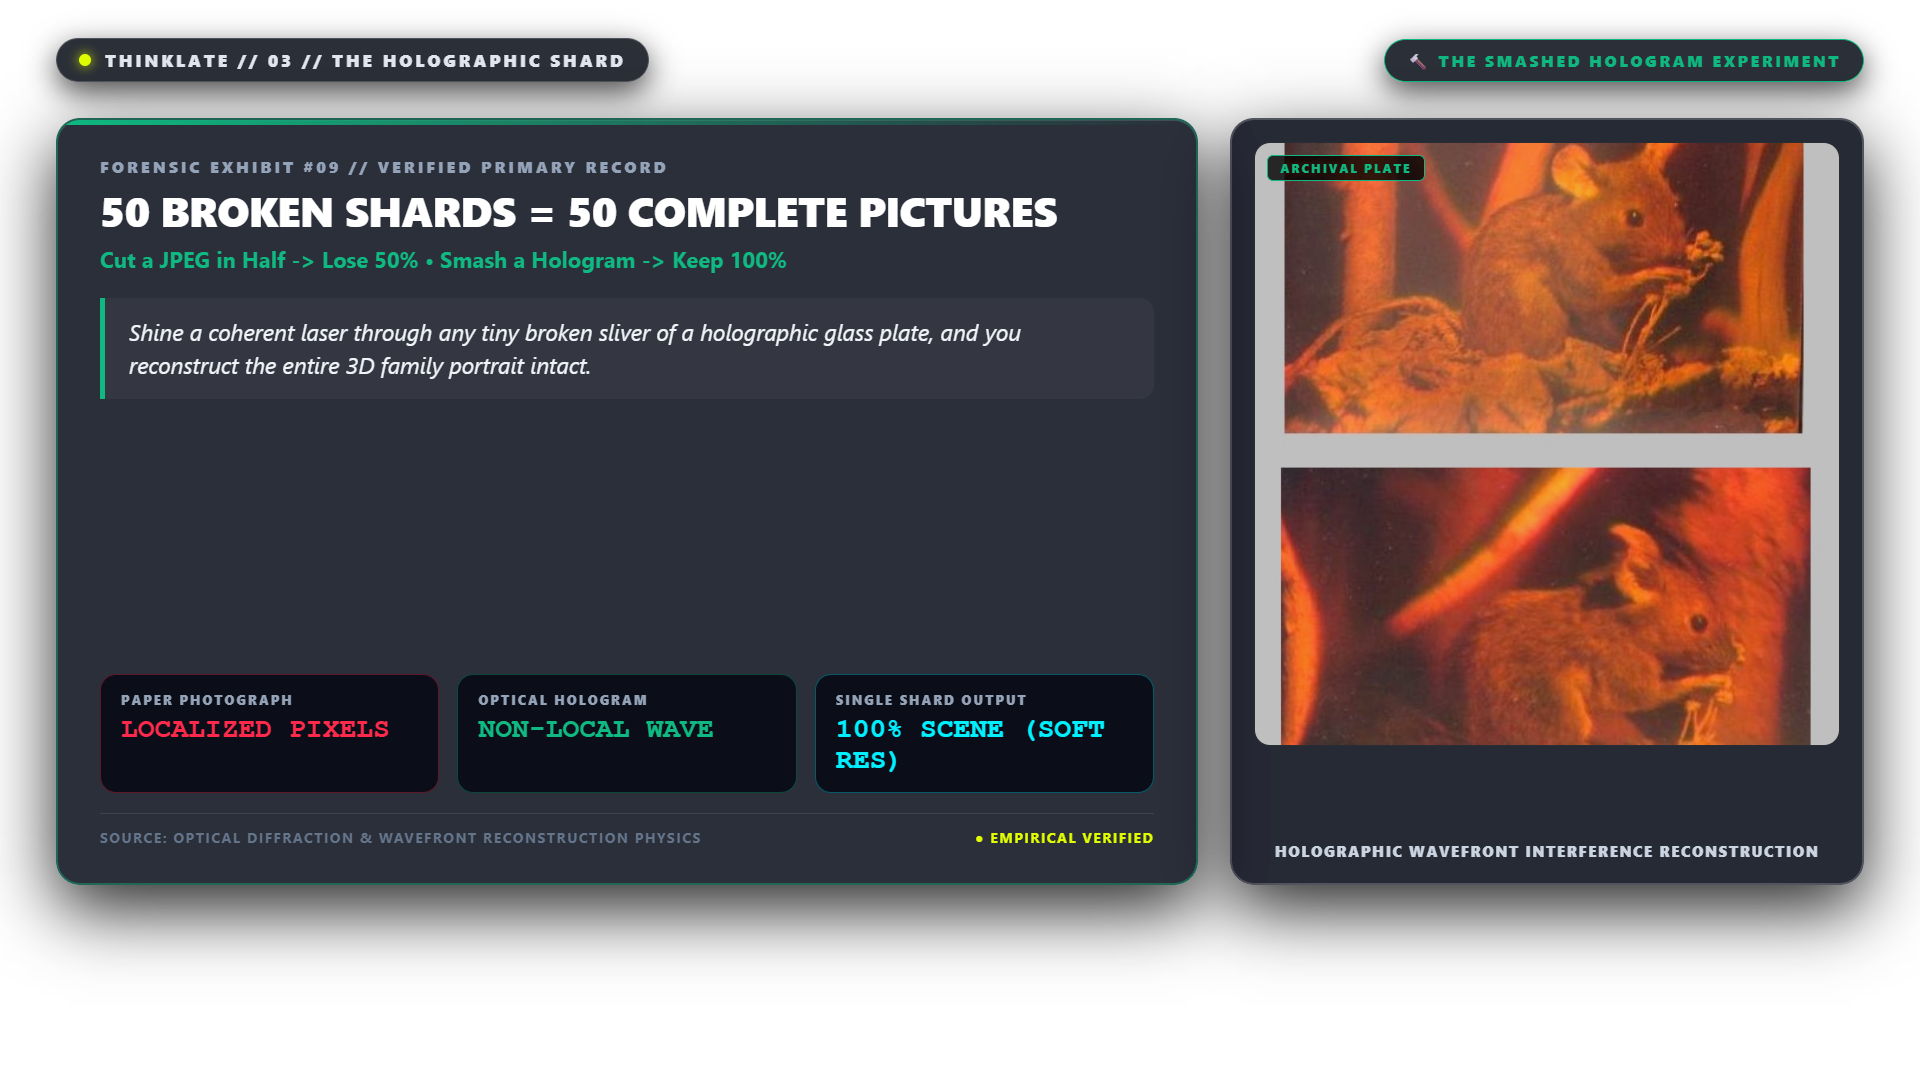 THINKLATE // 03 // THE HOLOGRAPHIC SHARD
🔨 THE SMASHED HOLOGRAM EXPERIMENT
FORENSIC EXHIBIT #09 // VERIFIED PRIMARY RECORD
50 BROKEN SHARDS = 50 COMPLETE PICTURES
Cut a JPEG in Half -> Lose 50% • Smash a Hologram -> Keep 100%
Shine a coherent laser through any tiny broken sliver of a holographic glass plate, and you
reconstruct the entire 3D family portrait intact.
PAPER PHOTOGRAPH
LOCALIZED PIXELS
OPTICAL HOLOGRAM
NON-LOCAL WAVE
SINGLE SHARD OUTPUT
100% SCENE (SOFT
RES)
SOURCE: OPTICAL DIFFRACTION & WAVEFRONT RECONSTRUCTION PHYSICS
● EMPIRICAL VERIFIED
ARCHIVAL PLATE
HOLOGRAPHIC WAVEFRONT INTERFERENCE RECONSTRUCTION